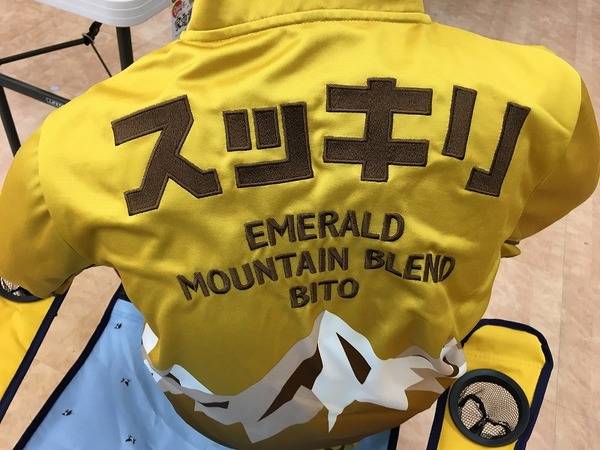 スッキリ
EMERALD
MOUNTAIN BLEND
BITO